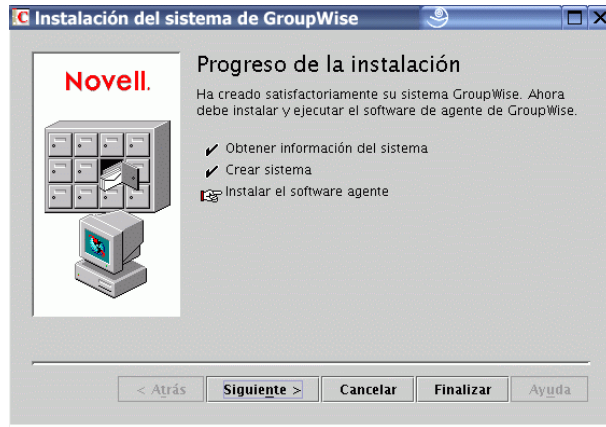 Instalación del sistema de GroupWise
Novell.
Progreso de la instalación
Ha creado satisfactoriamente su sistema GroupWise. Ahora
debe instalar y ejecutar el software de agente de GroupWise.
Obtener información del sistema
Crear sistema
Instalar el software agente
< Atrás
Siguiente >
Cancelar
Finalizar
Ayuda